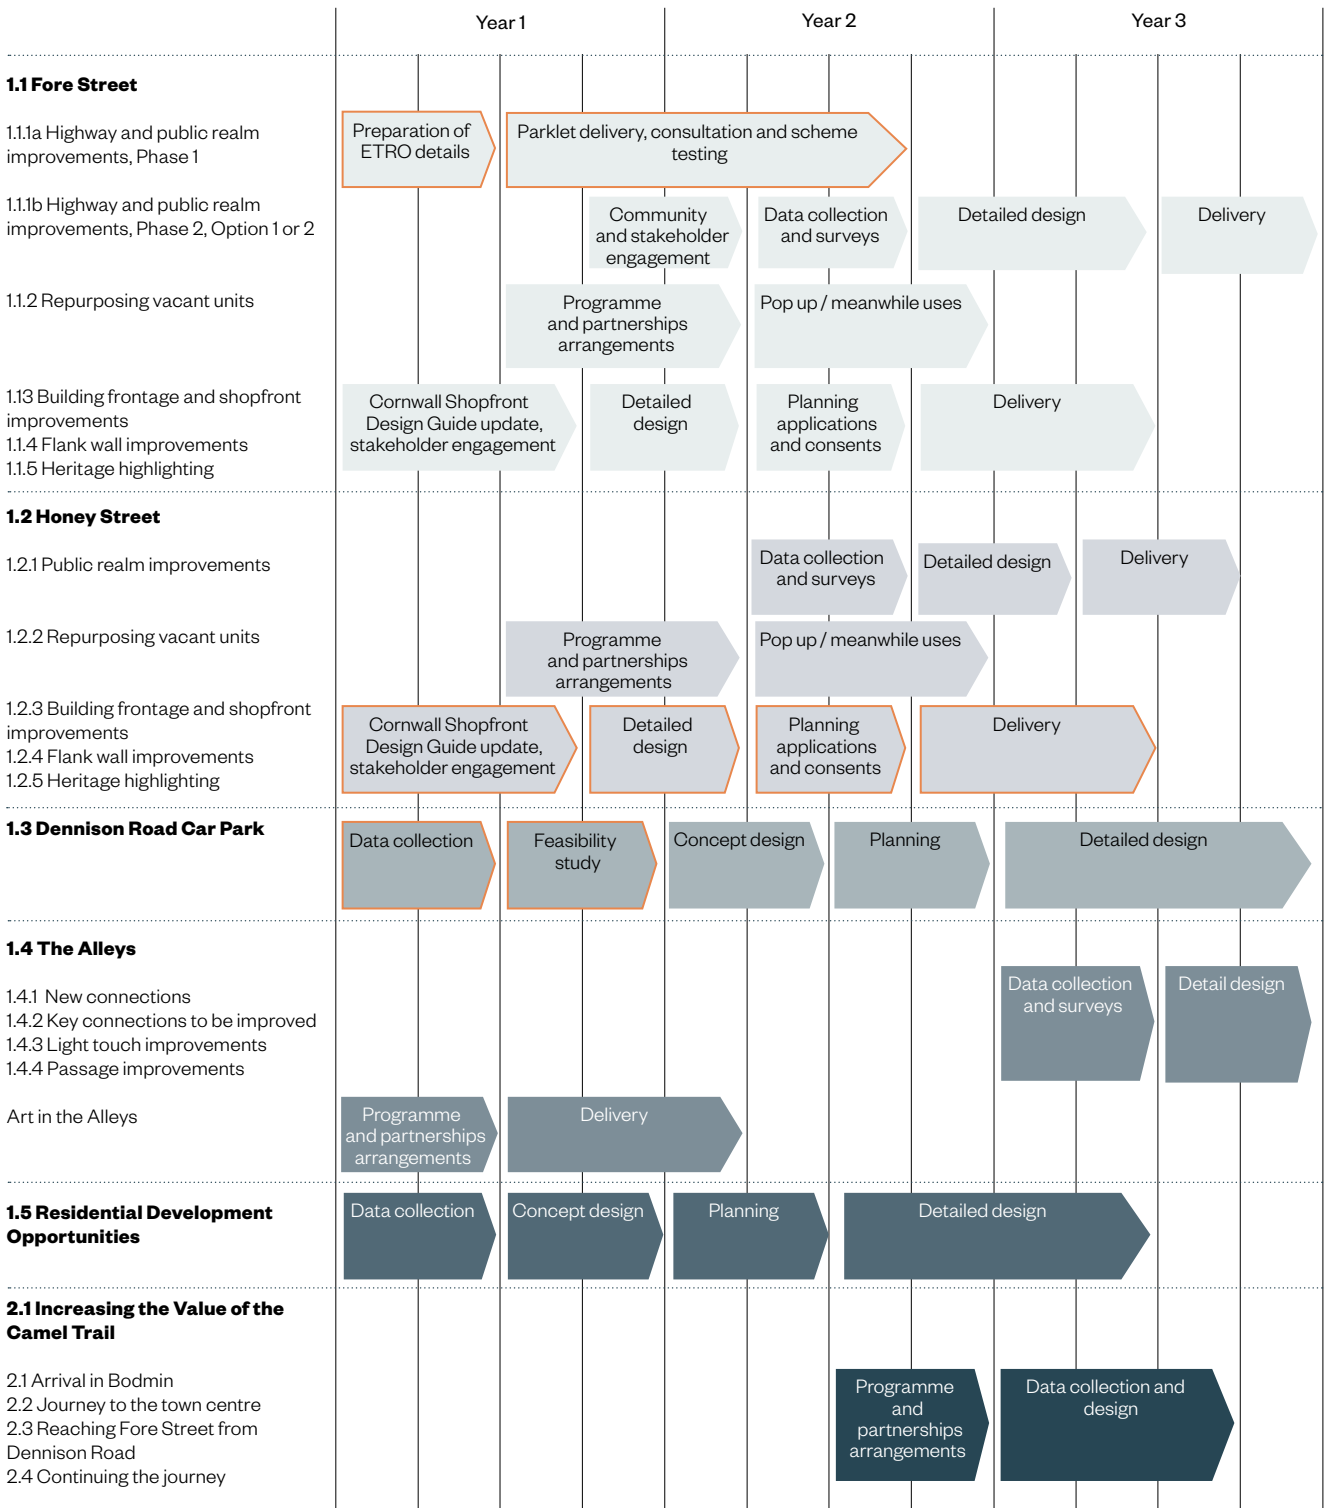 Year 1
Year 2
Year 3
1.1 Fore Street
1.1.1a Highway and public realm
improvements, Phase 1
Preparation of
ETRO details
Parklet delivery, consultation and scheme
testing
1.1.1b Highway and public realm
improvements, Phase 2, Option 1 or 2
Community
and stakeholder
engagement
Data collection
and surveys
Detailed design
Delivery
1.1.2 Repurposing vacant units
Programme
and partnerships
arrangements
Pop up / meanwhile uses
1.13 Building frontage and shopfront
improvements
1.1.4 Flank wall improvements
1.1.5 Heritage highlighting
Cornwall Shopfront
Design Guide update,
stakeholder engagement
Detailed
design
Planning
applications
and consents
Delivery
1.2 Honey Street
1.2.1 Public realm improvements
Data collection
and surveys
Detailed design
Delivery
1.2.2 Repurposing vacant units
Programme
and partnerships
arrangements
Pop up / meanwhile uses
1.2.3 Building frontage and shopfront
improvements
1.2.4 Flank wall improvements
1.2.5 Heritage highlighting
Cornwall Shopfront
Design Guide update,
stakeholder engagement
Detailed
design
Planning
applications
and consents
Delivery
1.3 Dennison Road Car Park
Data collection
Feasibility
study
Concept design
Planning
Detailed design
1.4 The Alleys
1.4.1 New connections
1.4.2 Key connections to be improved
1.4.3 Light touch improvements
1.4.4 Passage improvements
Data collection
and surveys
Detail design
Art in the Alleys
Programme
and partnerships
arrangements
Delivery
1.5 Residential Development
Opportunities
Data collection
Concept design
Planning
Detailed design
2.1 Increasing the Value of the
Camel Trail
2.1 Arrival in Bodmin
2.2 Journey to the town centre
2.3 Reaching Fore Street from
Dennison Road
2.4 Continuing the journey
Programme
and
partnerships
arrangements
Data collection and
design